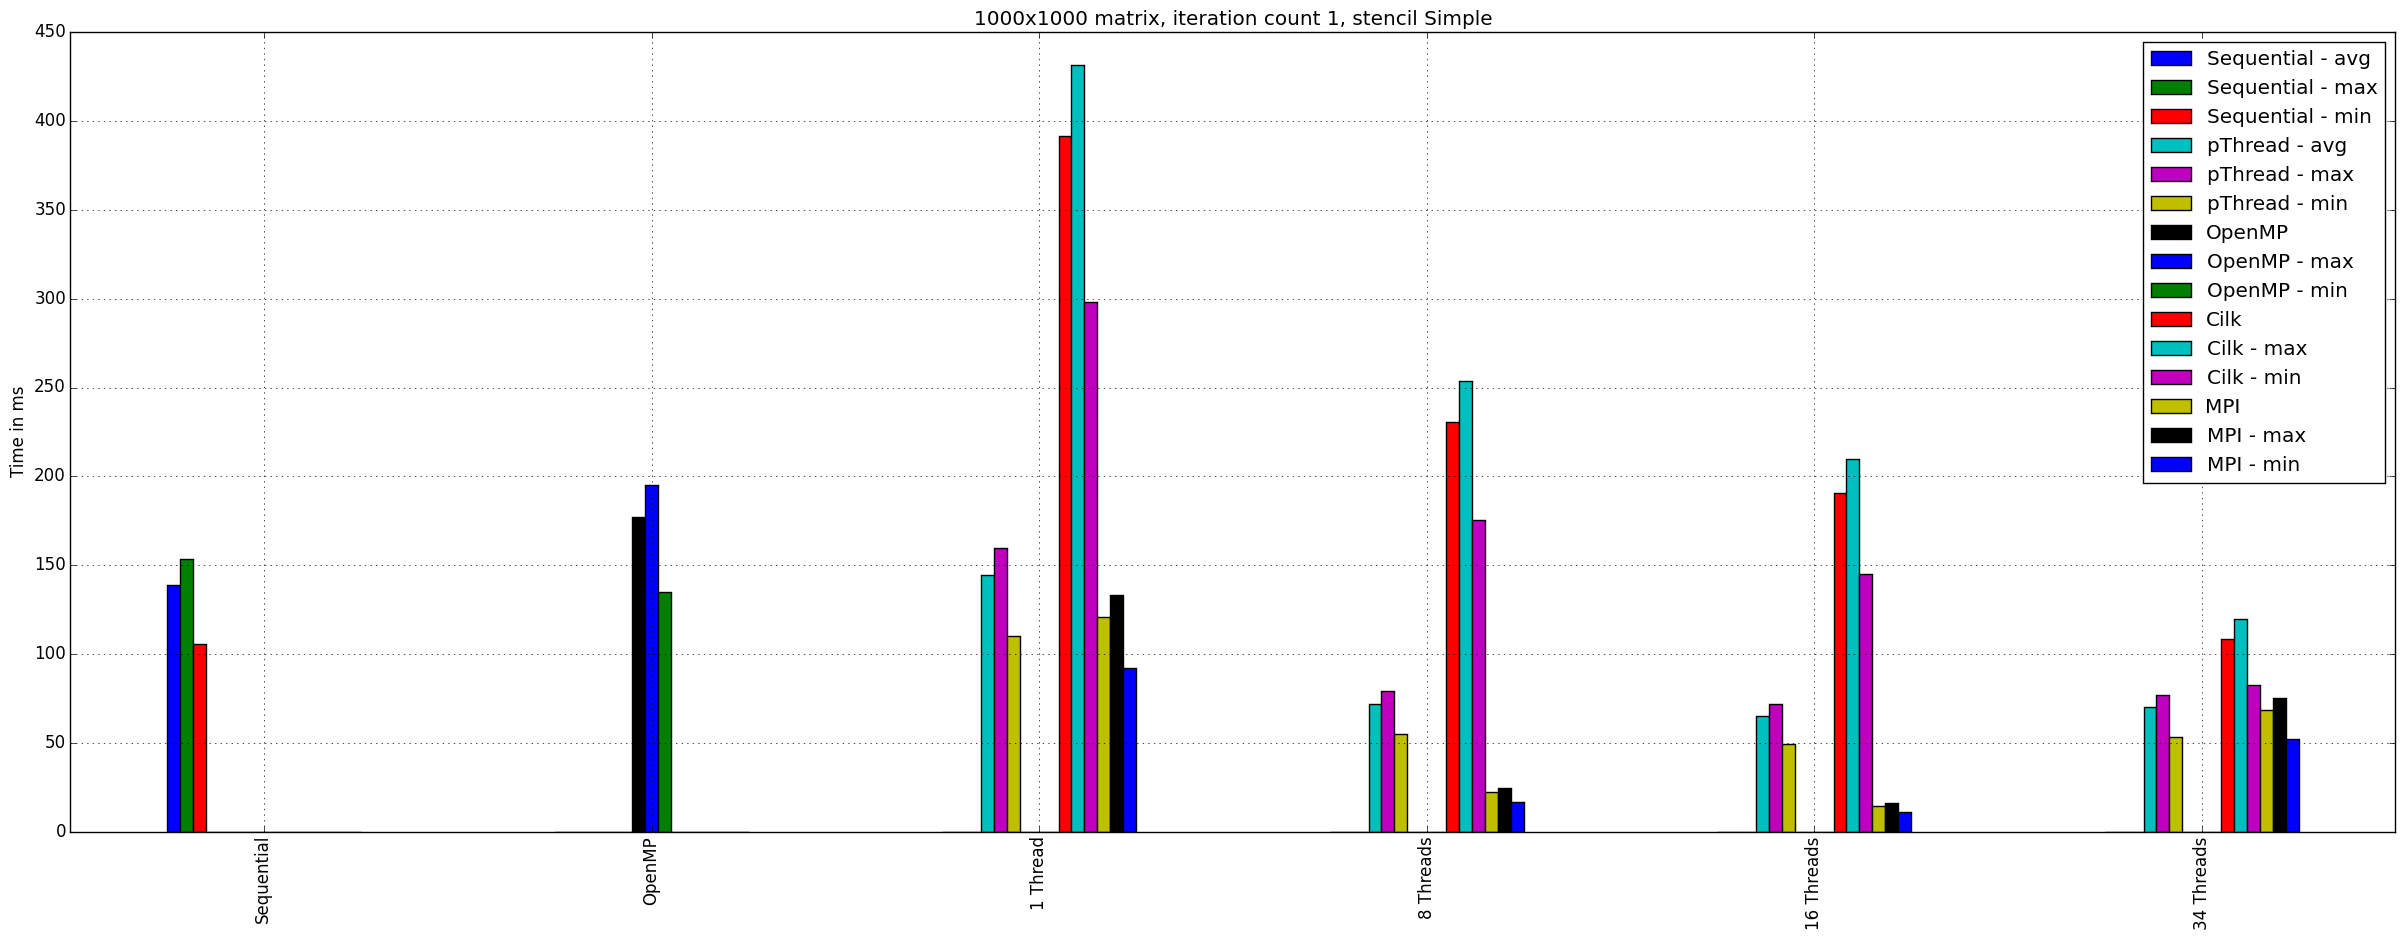 1000x1000 matrix, iteration count 1, stencil Simple
450
400
350
300
250
200
150
100
50
0
Time in ms
Sequential - avg
Sequential - max
Sequential - min
pThread - avg
pThread - max
pThread - min
OpenMP
OpenMP - max
OpenMP - min
Cilk
Cilk - max
Cilk - min
MPI
MPI - max
MPI - min
Sequential
OpenMP
1 Thread
8 Threads
16 Threads
34 Threads